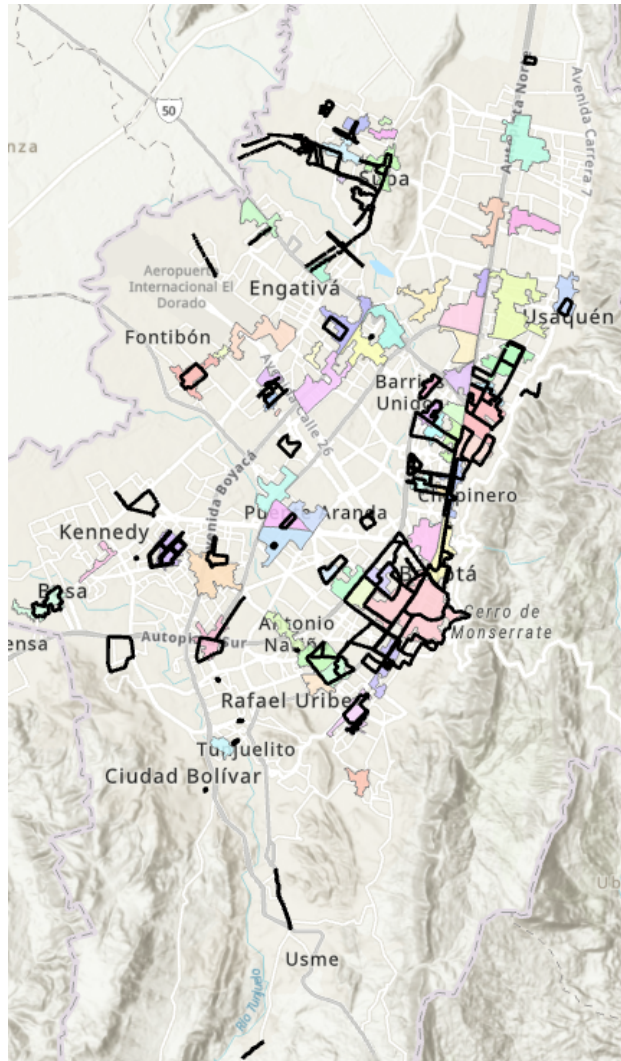 Autopista Norte
Avenida Carrera 7
50
nza
Suba
Aeropuerto
Internacional El
Dorado
Engativá
Fontibón
Usaquén
Barrios
Unidos
Avenida Calle 26
Avenida Boyacá
Chapinero
Puente Aranda
Kennedy
Bogotá
Bosa
Cerro de
Monserrate
Antonio
Nariño
ensa
Autopista Sur
Rafael Uribe
Tunjuelito
Ciudad Bolívar
Ub
Usme
Río Tunjuelo